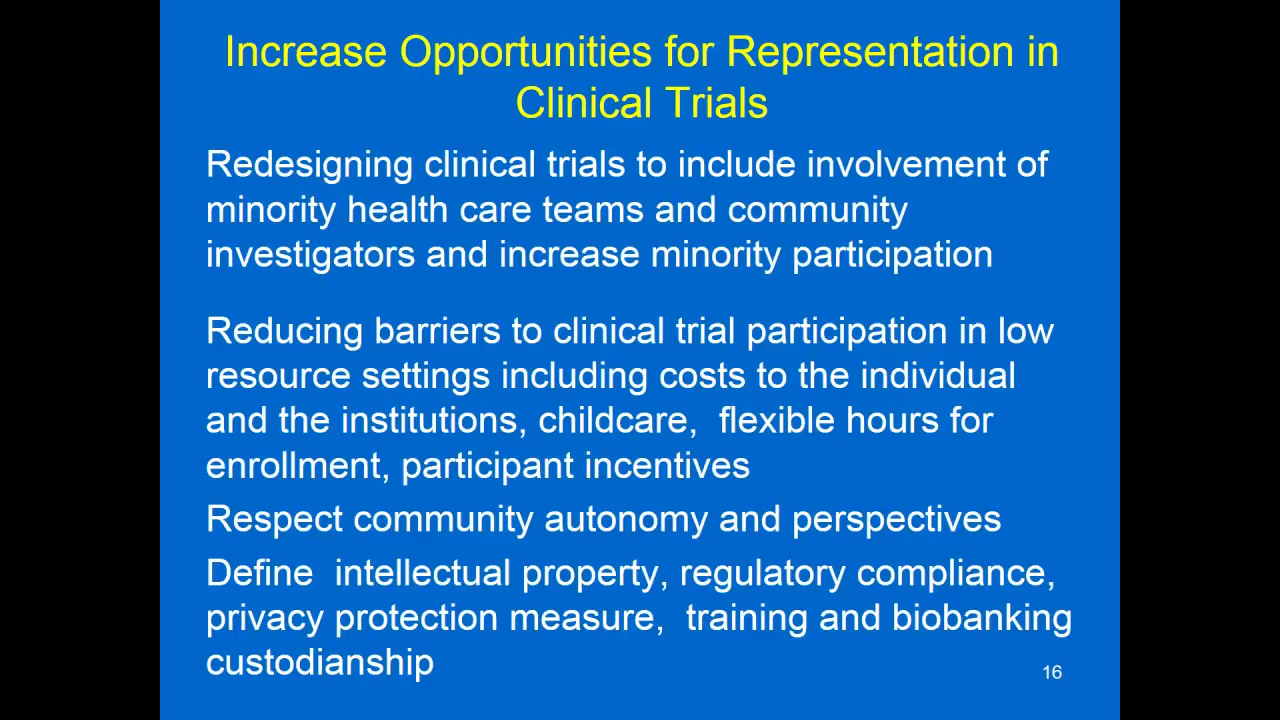 Increase Opportunities for Representation in
Clinical Trials
Redesigning clinical trials to include involvement of
minority health care teams and community
investigators and increase minority participation
Reducing barriers to clinical trial participation in low
resource settings including costs to the individual
and the institutions, childcare,  flexible hours for
enrollment, participant incentives
Respect community autonomy and perspectives
Define  intellectual property, regulatory compliance,
privacy protection measure,  training and biobanking
custodianship
16